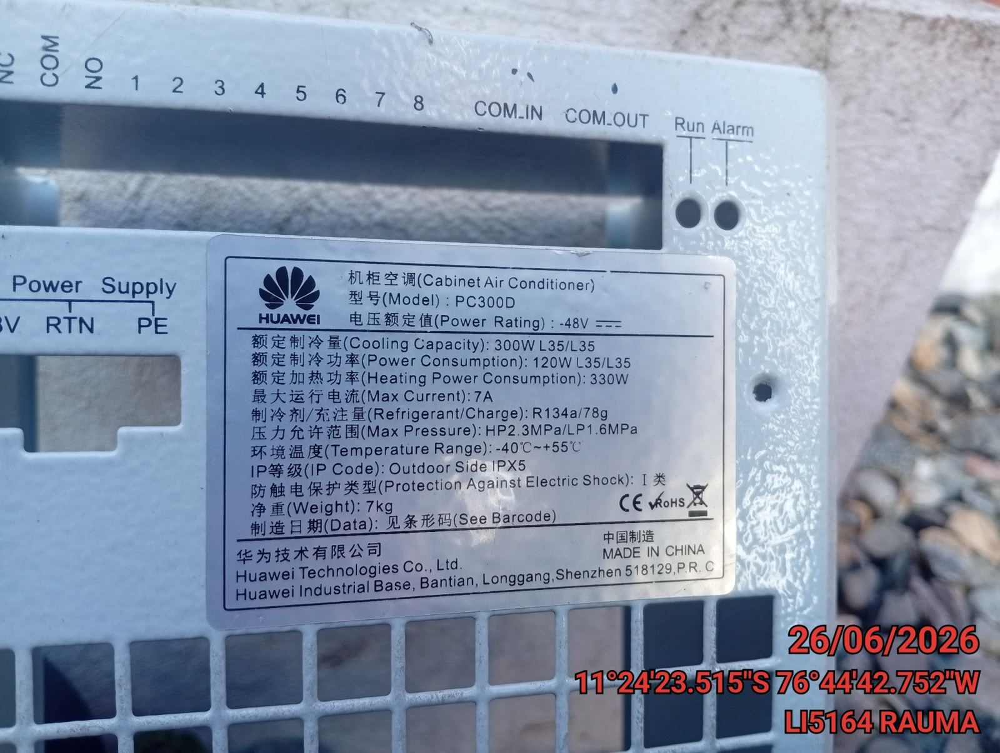 NC COM NO 1 2 3 4 5 6 7 8 COM_IN COM_OUT Run Alarm
Power Supply
RTN PE
HUAWEI
机柜空调(Cabinet Air Conditioner)
型号(Model) : PC300D
电压额定值(Power Rating) : -48V
额定制冷量(Cooling Capacity): 300W L35/L35
额定制冷功率(Power Consumption): 120W L35/L35
额定加热功率(Heating Power Consumption): 330W
最大运行电流(Max Current): 7A
制冷剂/充注量(Refrigerant/Charge): R134a/78g
压力允许范围(Max Pressure): HP2.3MPa/LP1.6MPa
环境温度(Temperature Range): -40℃~+55℃
IP等级(IP Code): Outdoor Side IPX5
防触电保护类型(Protection Against Electric Shock): I 类
净重(Weight): 7kg
CE RoHS
制造日期(Data): 见条形码(See Barcode)
华为技术有限公司
中国制造
MADE IN CHINA
Huawei Technologies Co., Ltd.
Huawei Industrial Base, Bantian, Longgang,Shenzhen 518129,P.R. C
26/06/2026
11°24'23.515"S 76°44'42.752"W
LI5164 RAUMA